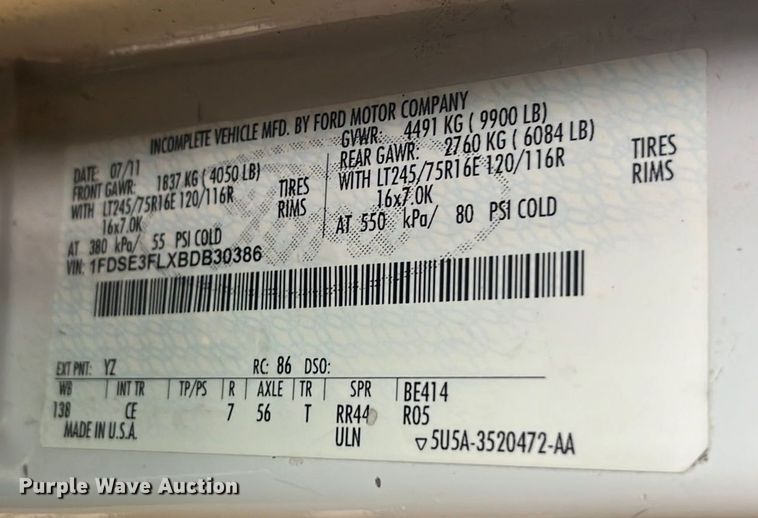 INCOMPLETE VEHICLE MFD. BY FORD MOTOR COMPANY
DATE: 07/11 GVWR: 4491 KG ( 9900 LB)
FRONT GAWR: 1837 KG ( 4050 LB) REAR GAWR: 2760 KG ( 6084 LB)
WITH LT245/75R16E 120/116R TIRES WITH LT245/75R16E 120/116R TIRES
16x7.0K RIMS 16x7.0K RIMS
AT 380 kPa/ 55 PSI COLD AT 550 kPa/ 80 PSI COLD
VIN: 1FDSE3FLXBDB30386
EXT PNT: YZ RC: 86 DSO:
WB INT TR TP/PS R AXLE TR SPR BE414
138 CE 7 56 T RR44 R05
MADE IN U.S.A. ULN ▽5U5A-3520472-AA
Purple Wave Auction